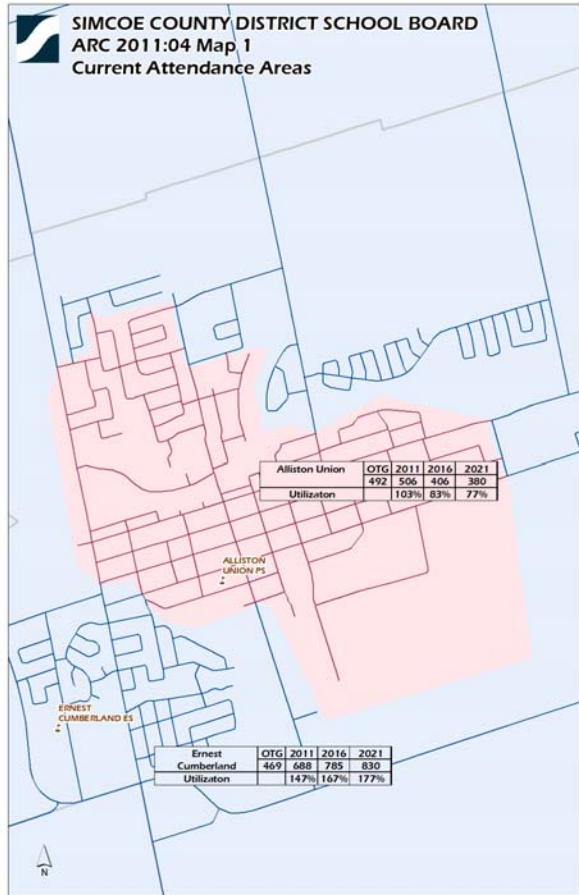 SIMCOE COUNTY DISTRICT SCHOOL BOARD
ARC 2011:04 Map 1
Current Attendance Areas
Alliston Union OTG 2011 2016 2021
492 506 406 380
Utilizaton 103% 83% 77%
ALLISTON
UNION PS
ERNEST
CUMBERLAND ES
Ernest OTG 2011 2016 2021
Cumberland 469 688 785 830
Utilizaton 147% 167% 177%
N